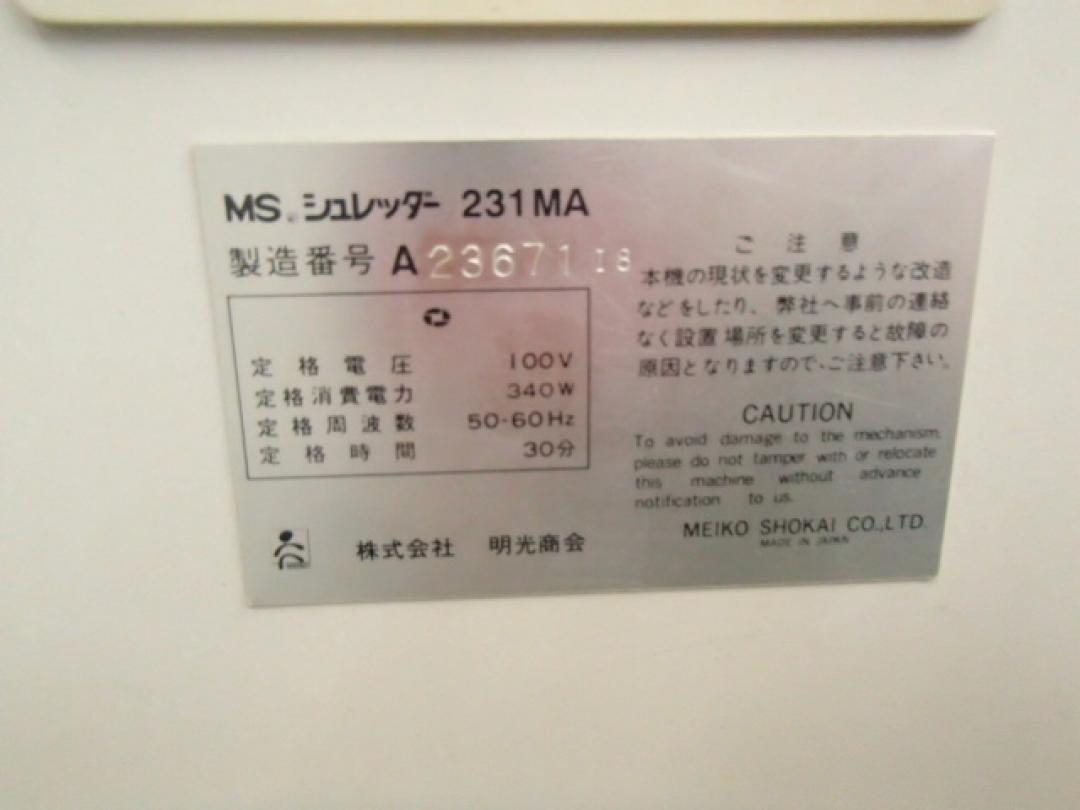 MS シュレッダー 231MA
製造番号 A 23671 I8
定格電圧 100V
定格消費電力 340W
定格周波数 50-60Hz
定格時間 30分
株式会社 明光商会
ご注意
本機の現状を変更するような改造
などをしたり、弊社へ事前の連絡
なく設置場所を変更すると故障の
原因となりますので、ご注意下さい。
CAUTION
To avoid damage to the mechanism,
please do not tamper with or relocate
this machine without advance
notification to us.
MEIKO SHOKAI CO.,LTD.
MADE IN JAPAN